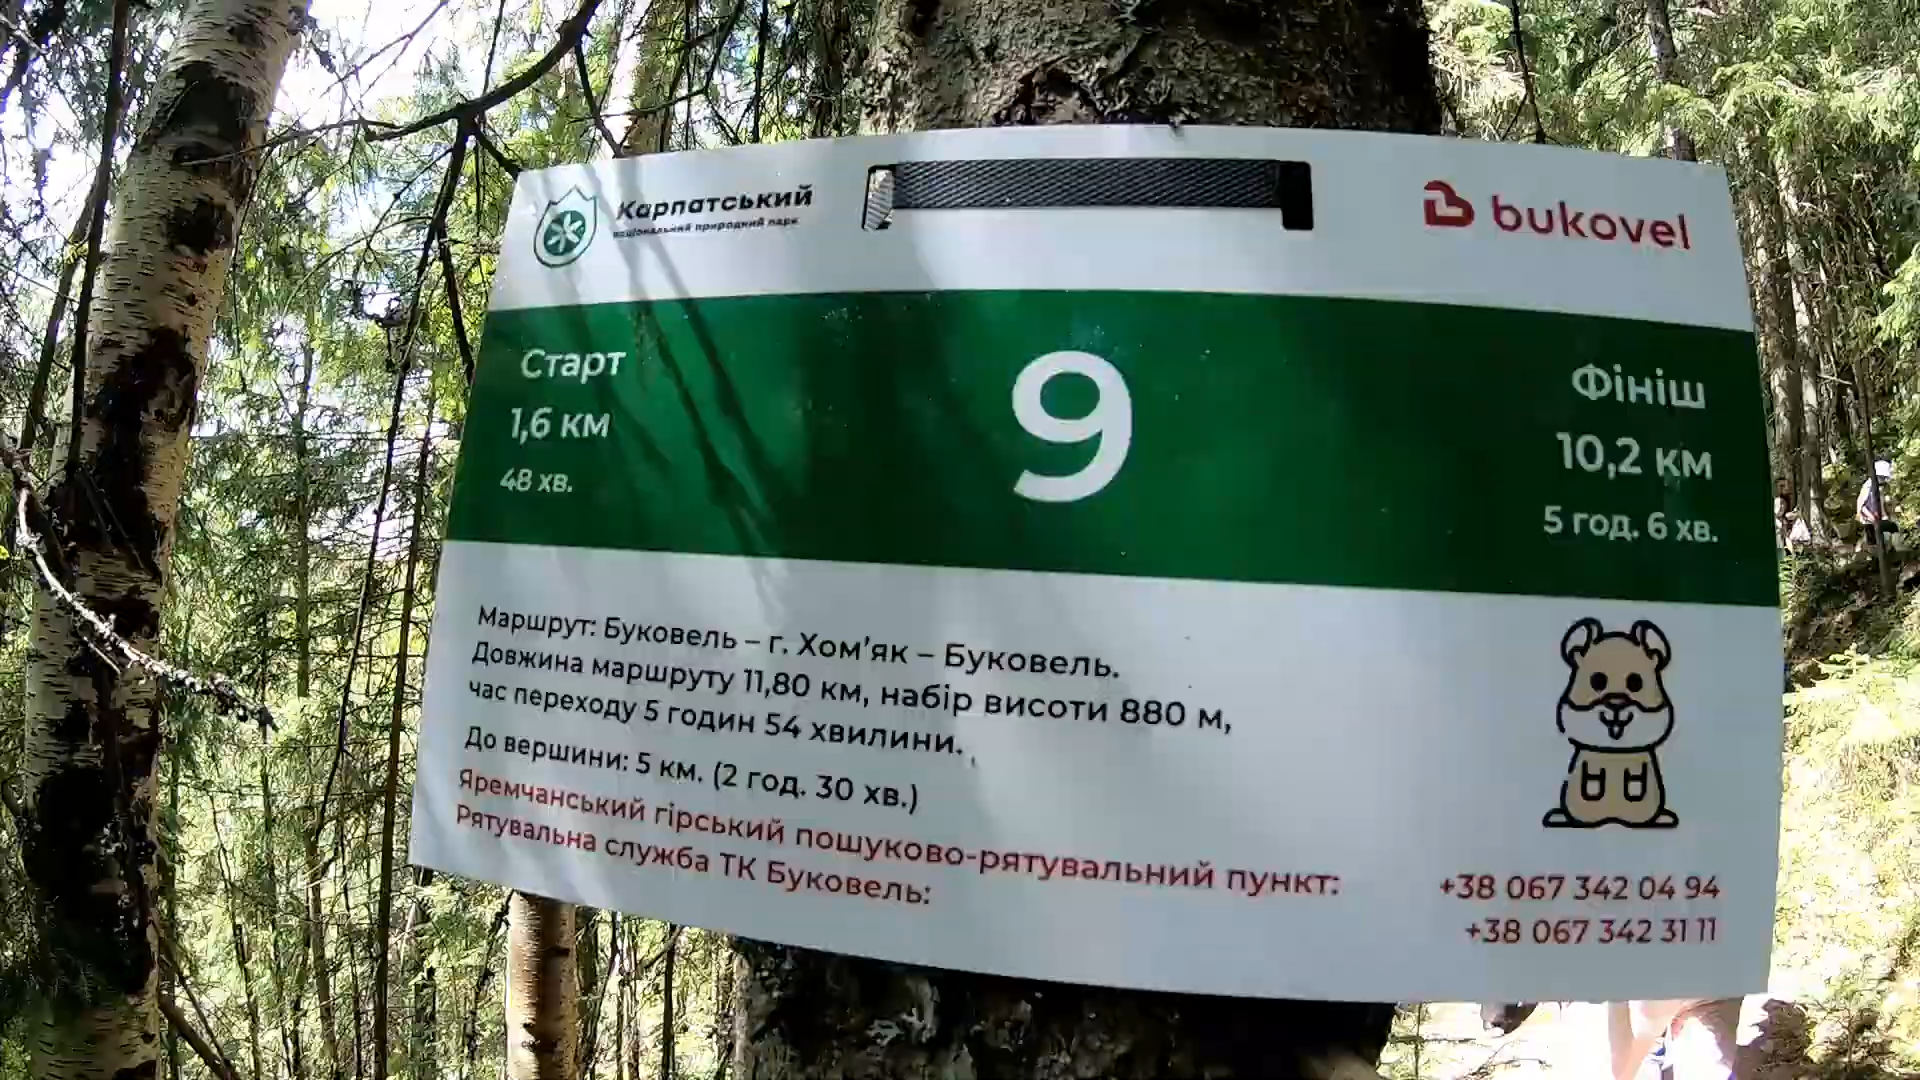 Карпатський
національний природний парк
bukovel
Старт
1,6 км
48 хв.
9
Фініш
10,2 км
5 год. 6 хв.
Маршрут: Буковель – г. Хом'як – Буковель.
Довжина маршруту 11,80 км, набір висоти 880 м,
час переходу 5 годин 54 хвилини.
До вершини: 5 км. (2 год. 30 хв.)
Яремчанський гірський пошуково-рятувальний пункт: +38 067 342 04 94
Рятувальна служба ТК Буковель: +38 067 342 31 11